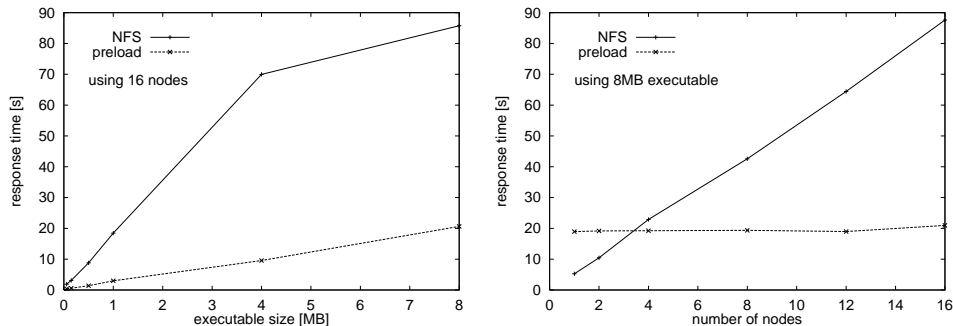 response time [s]
90
80
70
60
50
40
30
20
10
0
NFS
preload
using 16 nodes
0 1 2 3 4 5 6 7 8
executable size [MB]
response time [s]
90
80
70
60
50
40
30
20
10
0
NFS
preload
using 8MB executable
0 2 4 6 8 10 12 14 16
number of nodes